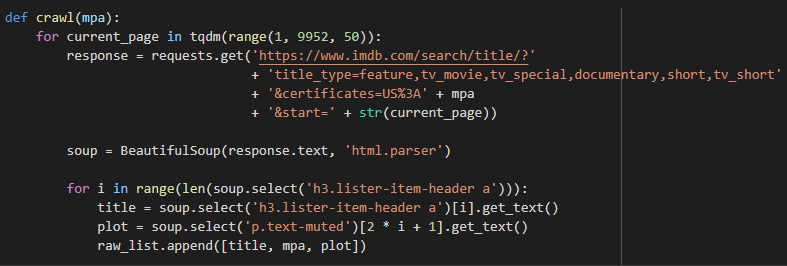 def crawl(mpa):
    for current_page in tqdm(range(1, 9952, 50)):
        response = requests.get('https://www.imdb.com/search/title/?'
                                + 'title_type=feature,tv_movie,tv_special,documentary,short,tv_short'
                                + '&certificates=US%3A' + mpa
                                + '&start=' + str(current_page))

        soup = BeautifulSoup(response.text, 'html.parser')

        for i in range(len(soup.select('h3.lister-item-header a'))):
            title = soup.select('h3.lister-item-header a')[i].get_text()
            plot = soup.select('p.text-muted')[2 * i + 1].get_text()
            raw_list.append([title, mpa, plot])